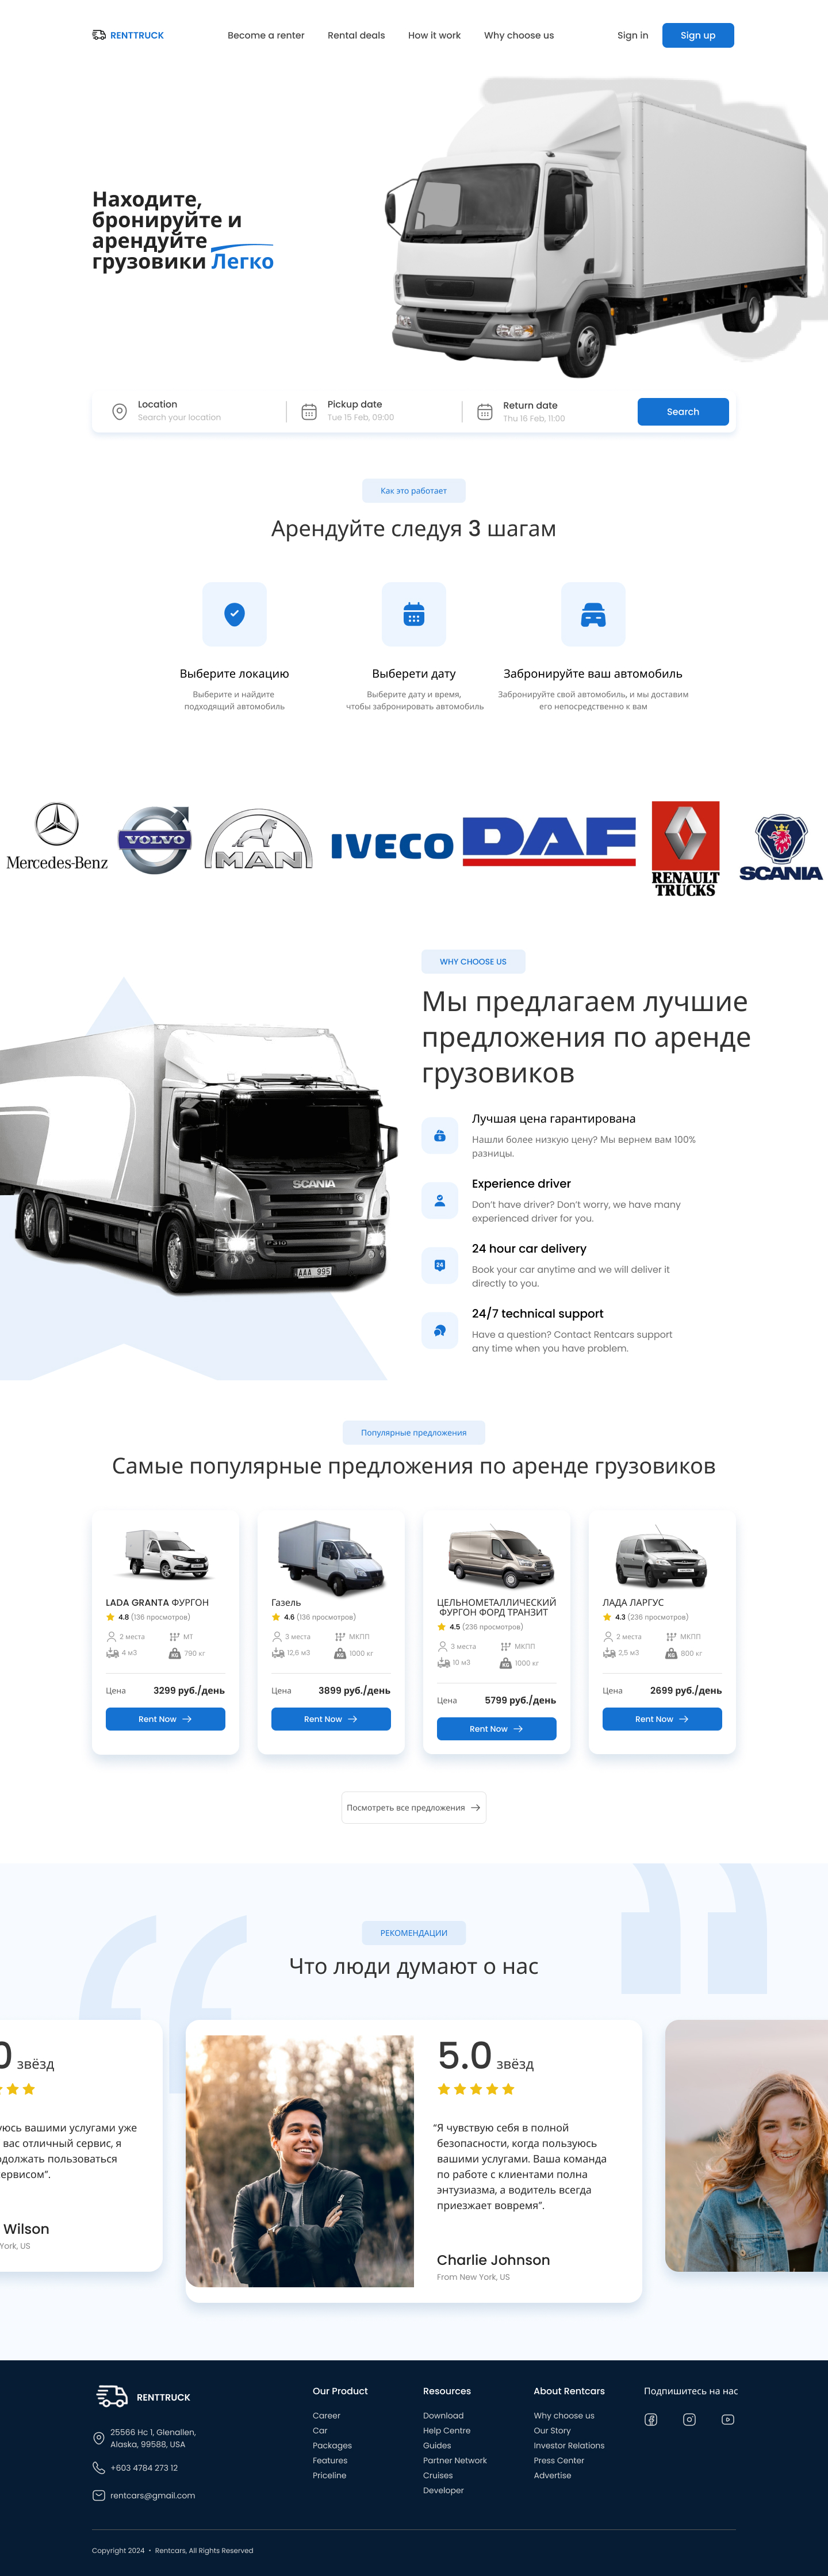 RENTTRUCK
Become a renter
Rental deals
How it work
Why choose us
Sign in
Sign up
Находите,
бронируйте и
арендуйте
грузовики Легко
Location
Search your location
Pickup date
Tue 15 Feb, 09:00
Return date
Thu 16 Feb, 11:00
Search
Как это работает
Арендуйте следуя 3 шагам
Выберите локацию
Выберите и найдите
подходящий автомобиль
Выберети дату
Выберите дату и время,
чтобы забронировать автомобиль
Забронируйте ваш автомобиль
Забронируйте свой автомобиль, и мы доставим
его непосредственно к вам
Mercedes-Benz
VOLVO
MAN
IVECO
DAF
RENAULT
TRUCKS
SCANIA
WHY CHOOSE US
Мы предлагаем лучшие
предложения по аренде
грузовиков
SCANIA
AAA 995
Лучшая цена гарантирована
Нашли более низкую цену? Мы вернем вам 100%
разницы.
Experience driver
Don't have driver? Don't worry, we have many
experienced driver for you.
24
24 hour car delivery
Book your car anytime and we will deliver it
directly to you.
24/7 technical support
Have a question? Contact Rentcars support
any time when you have problem.
Популярные предложения
Самые популярные предложения по аренде грузовиков
LADA GRANTA ФУРГОН
4.8 (136 просмотров)
2 места
МТ
4 м3
KG
790 кг
Цена
3299 руб./день
Rent Now
Газель
4.6 (136 просмотрав)
3 места
МКПП
12,6 м3
KG
1000 кг
Цена
3899 руб./день
Rent Now
ЦЕЛЬНОМЕТАЛЛИЧЕСКИЙ
ФУРГОН ФОРД ТРАНЗИТ
4.5 (236 просмотров)
3 места
МКПП
10 м3
KG
1000 кг
Цена
5799 руб./день
Rent Now
ЛАДА ЛАРГУС
4.3 (236 просмотров)
2 места
МКПП
2,5 м3
KG
800 кг
Цена
2699 руб./день
Rent Now
Посмотреть все предложения
РЕКОМЕНДАЦИИ
Что люди думают о нас
0 звёзд
уюсь вашими услугами уже
вас отличный сервис, я
одолжать пользоваться
ервисом".
Wilson
York, US
5.0 звёзд
"Я чувствую себя в полной
безопасности, когда пользуюсь
вашими услугами. Ваша команда
по работе с клиентами полна
энтузиазма, а водитель всегда
приезжает вовремя".
Charlie Johnson
From New York, US
RENTTRUCK
25566 Hc 1, Glenallen,
Alaska, 99588, USA
+603 4784 273 12
rentcars@gmail.com
Our Product
Career
Car
Packages
Features
Priceline
Resources
Download
Help Centre
Guides
Partner Network
Cruises
Developer
About Rentcars
Why choose us
Our Story
Investor Relations
Press Center
Advertise
Подпишитесь на нас
Copyright 2024 • Rentcars, All Rights Reserved